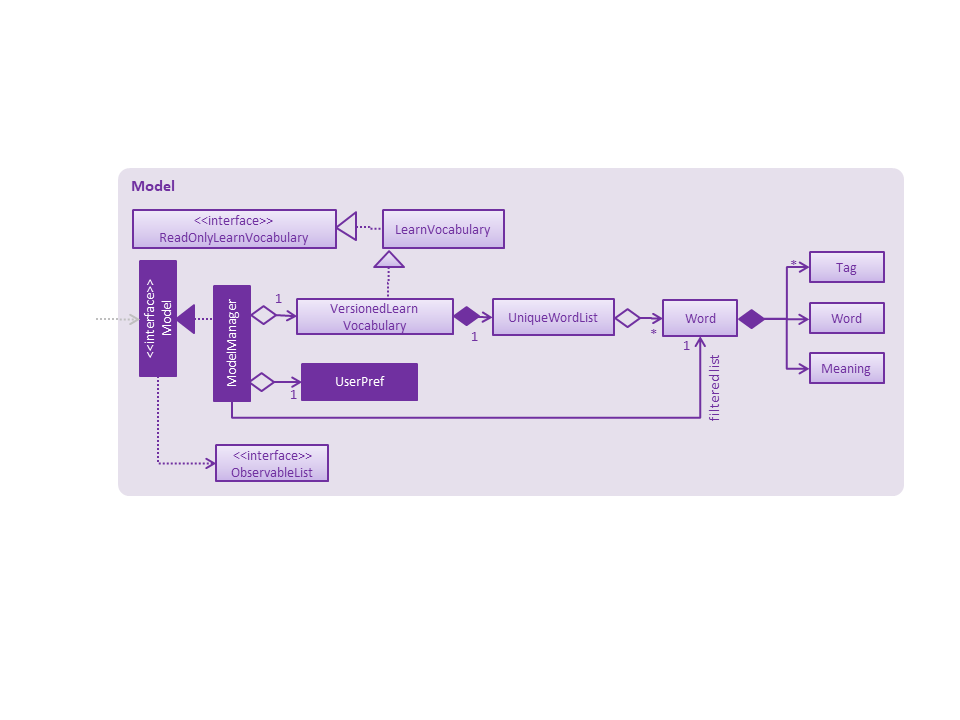 Model
<<interface>>
ReadOnlyLearnVocabulary
LearnVocabulary
<<interface>>
Model
ModelManager
1
VersionedLearn
Vocabulary
1
UniqueWordList
*
Word
1
filtered list
*
Tag
Word
Meaning
1
UserPref
<<interface>>
ObservableList